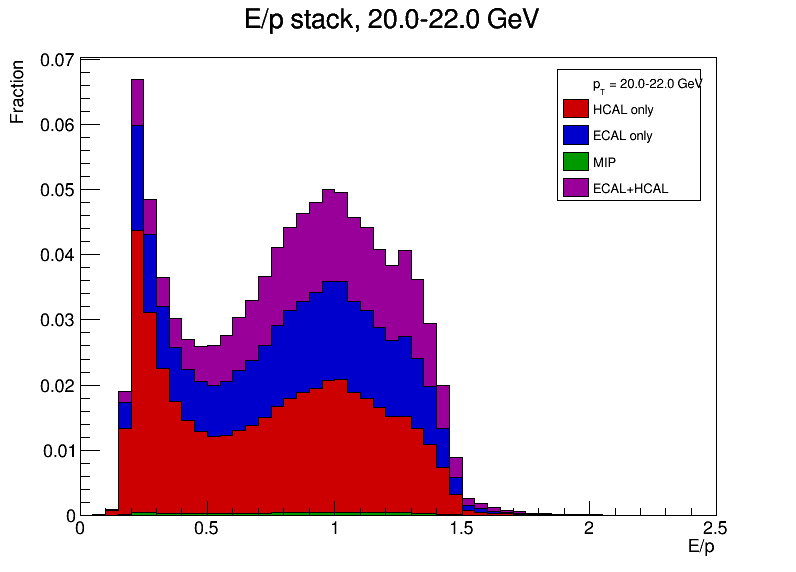 E/p stack, 20.0-22.0 GeV
Fraction
0.07
0.06
0.05
0.04
0.03
0.02
0.01
0
p_T = 20.0-22.0 GeV
HCAL only
ECAL only
MIP
ECAL+HCAL
0 0.5 1 1.5 2 2.5
E/p